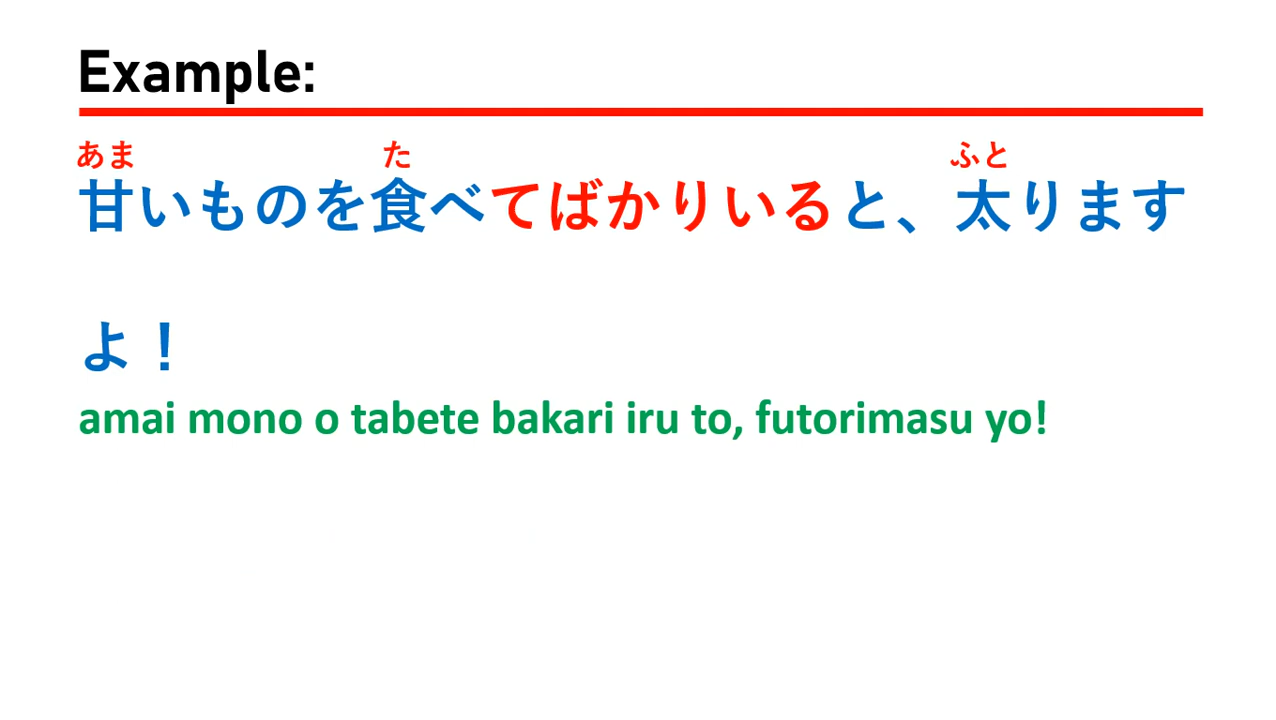 Example:
あま た ふと
甘いものを食べてばかりいると、太ります
よ！
amai mono o tabete bakari iru to, futorimasu yo!